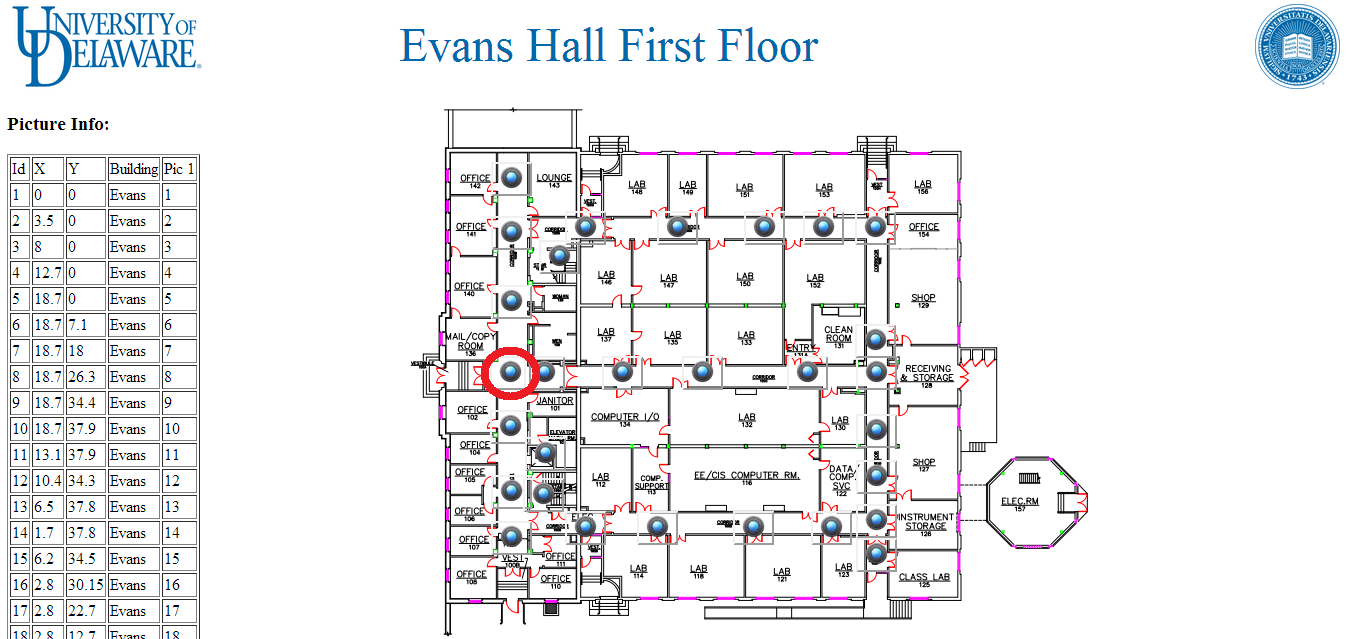 UNIVERSITY OF
DELAWARE
Evans Hall First Floor
Picture Info:
Id X Y Building Pic 1
1 0 0 Evans 1
2 3.5 0 Evans 2
3 8 0 Evans 3
4 12.7 0 Evans 4
5 18.7 0 Evans 5
6 18.7 7.1 Evans 6
7 18.7 18 Evans 7
8 18.7 26.3 Evans 8
9 18.7 34.4 Evans 9
10 18.7 37.9 Evans 10
11 13.1 37.9 Evans 11
12 10.4 34.3 Evans 12
13 6.5 37.8 Evans 13
14 1.7 37.8 Evans 14
15 6.2 34.5 Evans 15
16 2.8 30.15 Evans 16
17 2.8 22.7 Evans 17
18 2.8 12.7 Evans 18
OFFICE
142
LOUNGE
143
LAB
148
LAB
149
LAB
151
LAB
153
LAB
156
OFFICE
141
OFFICE
154
OFFICE
140
LAB
146
LAB
147
LAB
150
LAB
152
SHOP
129
WOMAN
MAIL/COPY
ROOM
136
MEN
LAB
137
LAB
135
LAB
133
ENTRY
131A
CLEAN
ROOM
131
CORRIDOR
RECEIVING
& STORAGE
128
OFFICE
102
JANITOR
101
COMPUTER I/O
134
LAB
132
LAB
130
OFFICE
104
ELEVATOR
OFFICE
105
LAB
112
COMP.
SUPPORT
113
EE/CIS COMPUTER RM.
116
DATA/
COMP
SVC
122
SHOP
127
ELEC.RM
157
OFFICE
106
ELEC
INSTRUMENT
STORAGE
126
OFFICE
107
VEST
100B
OFFICE
111
OFFICE
108
OFFICE
110
LAB
114
LAB
118
LAB
121
LAB
123
CLASS LAB
125
1743